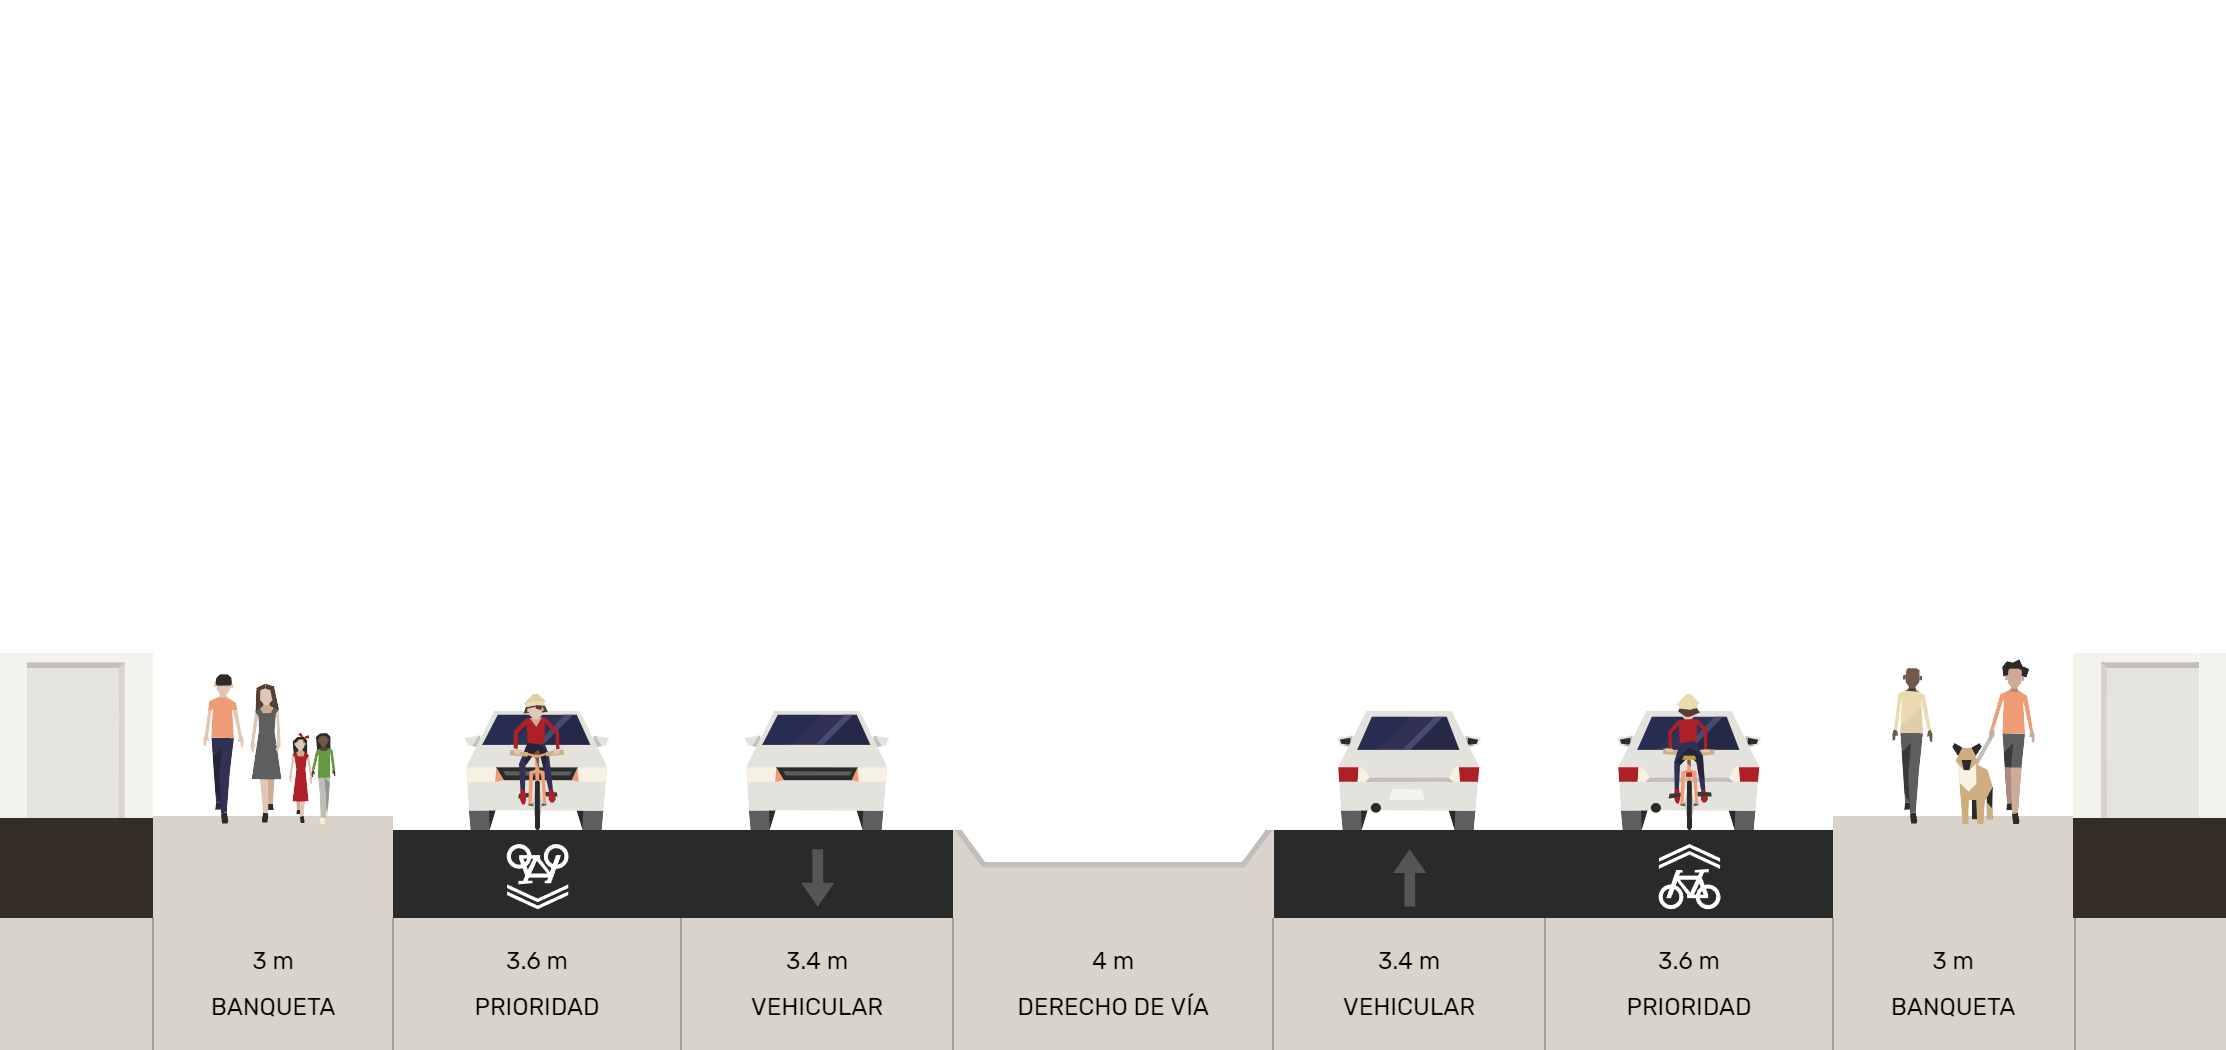 3 m
BANQUETA
3.6 m
PRIORIDAD
3.4 m
VEHICULAR
4 m
DERECHO DE VÍA
3.4 m
VEHICULAR
3.6 m
PRIORIDAD
3 m
BANQUETA